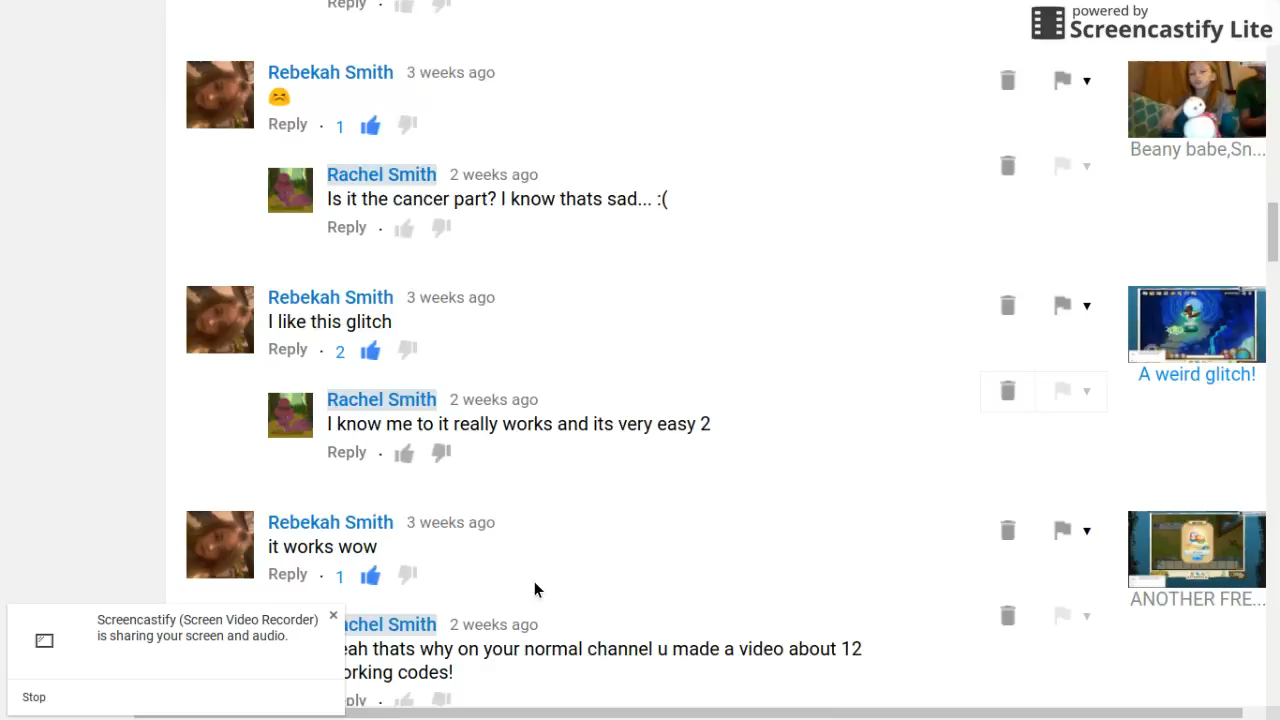 Reply ·
powered by
Screencastify Lite
Rebekah Smith 3 weeks ago
Reply · 1
Beany babe,Sn...
Rachel Smith 2 weeks ago
Is it the cancer part? I know thats sad... :(
Reply ·
Rebekah Smith 3 weeks ago
I like this glitch
Reply · 2
A weird glitch!
Rachel Smith 2 weeks ago
I know me to it really works and its very easy 2
Reply ·
Rebekah Smith 3 weeks ago
it works wow
Reply · 1
ANOTHER FRE...
achel Smith 2 weeks ago
eah thats why on your normal channel u made a video about 12
orking codes!
ply ·
Screencastify (Screen Video Recorder)
is sharing your screen and audio.
Stop